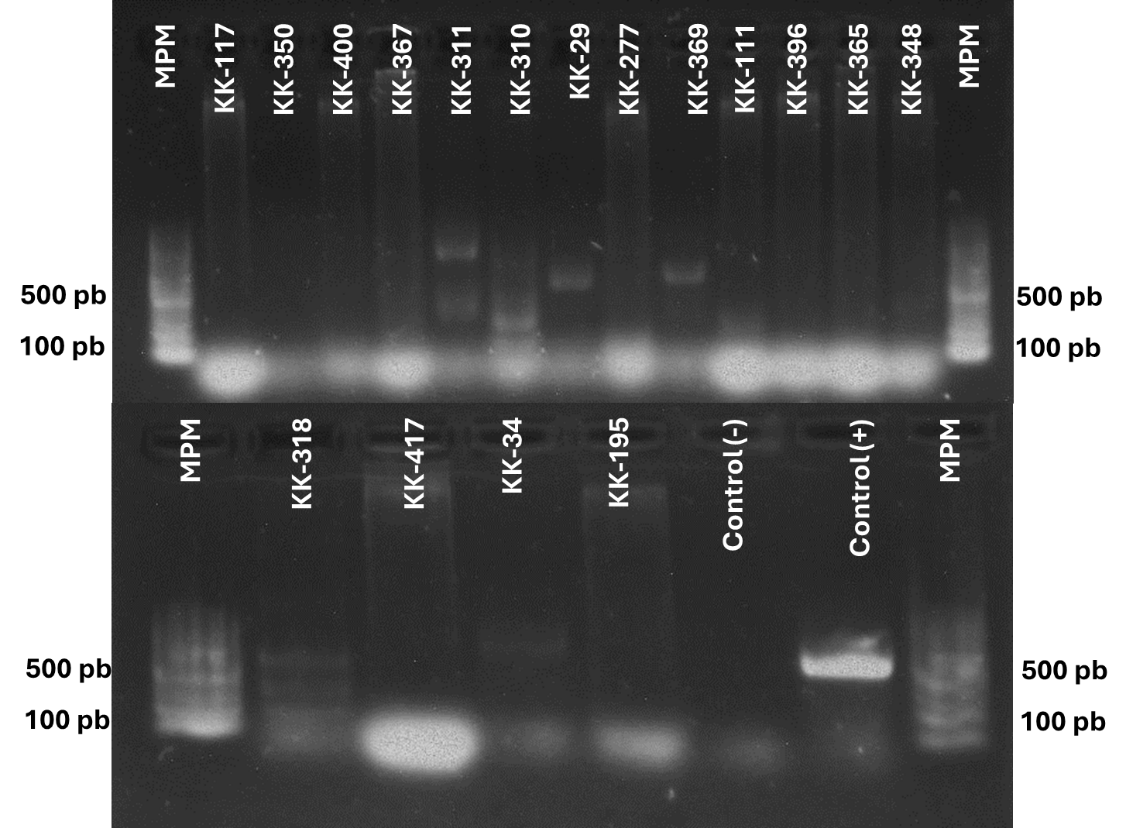 MPM
KK-117
KK-350
KK-400
KK-367
KK-311
KK-310
KK-29
KK-277
KK-369
KK-111
KK-396
KK-365
KK-348
MPM
500 pb
500 pb
100 pb
100 pb
MPM
KK-318
KK-417
KK-34
KK-195
Control(-)
Control(+)
MPM
500 pb
500 pb
100 pb
100 pb